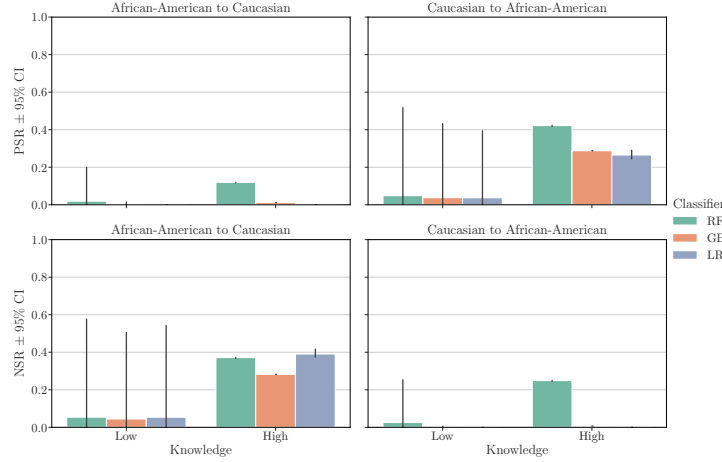 African-American to Caucasian
Caucasian to African-American
PSR ± 95% CI
1.0
0.8
0.6
0.4
0.2
0.0
African-American to Caucasian
Caucasian to African-American
NSR ± 95% CI
1.0
0.8
0.6
0.4
0.2
0.0
Low
High
Low
High
Knowledge
Knowledge
Classifier
RF
GB
LR